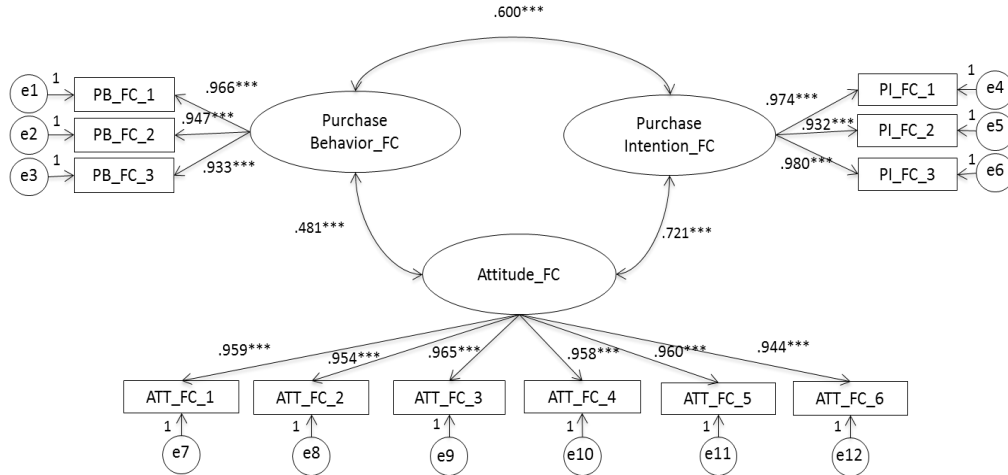 .600***
e1
1
PB_FC_1
.966***
e2
1
PB_FC_2
.947***
e3
1
PB_FC_3
.933***
Purchase
Behavior_FC
Purchase
Intention_FC
.974***
PI_FC_1
1
e4
.932***
PI_FC_2
1
e5
.980***
PI_FC_3
1
e6
.481***
.721***
Attitude_FC
.959***
.954***
.965***
.958***
.960***
.944***
ATT_FC_1
ATT_FC_2
ATT_FC_3
ATT_FC_4
ATT_FC_5
ATT_FC_6
1
1
1
1
1
1
e7
e8
e9
e10
e11
e12